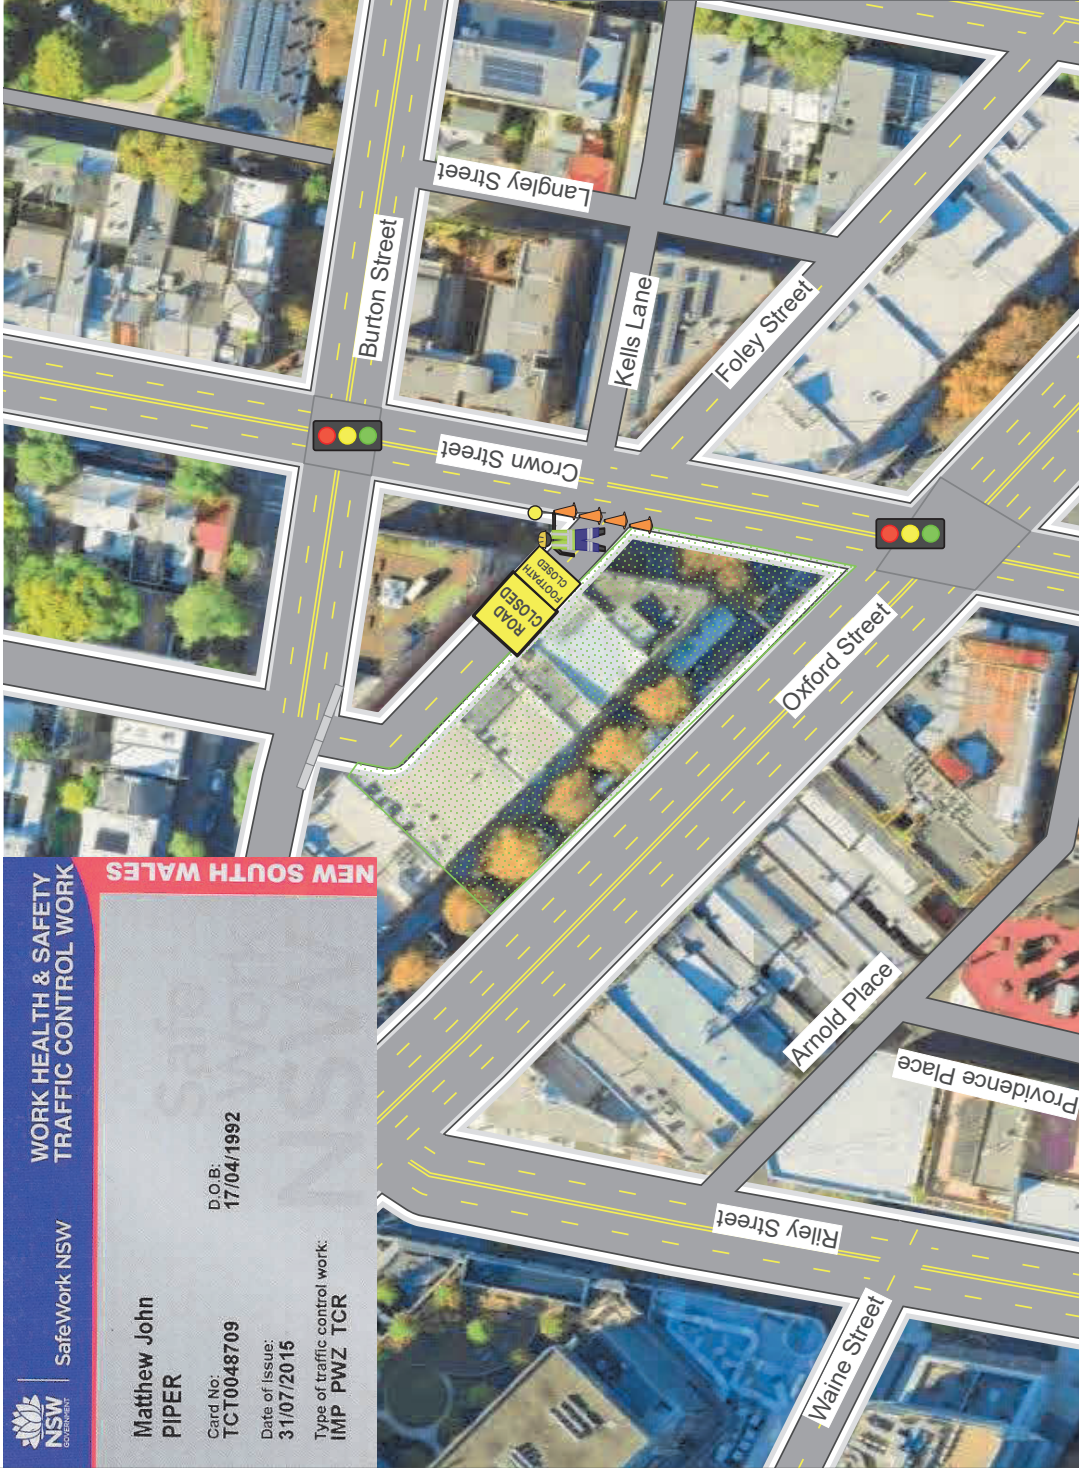 NSW
GOVERNMENT
SafeWork NSW
WORK HEALTH & SAFETY
TRAFFIC CONTROL WORK
NEW SOUTH WALES
Matthew John
PIPER
Card No:
TCT0048709
D.O.B:
17/04/1992
Date of Issue:
31/07/2015
Type of traffic control work:
IMP PWZ TCR
Burton Street
Langley Street
Kells Lane
Foley Street
Crown Street
ROAD
CLOSED
FOOTPATH
CLOSED
Oxford Street
Arnold Place
Providence Place
Riley Street
Waine Street